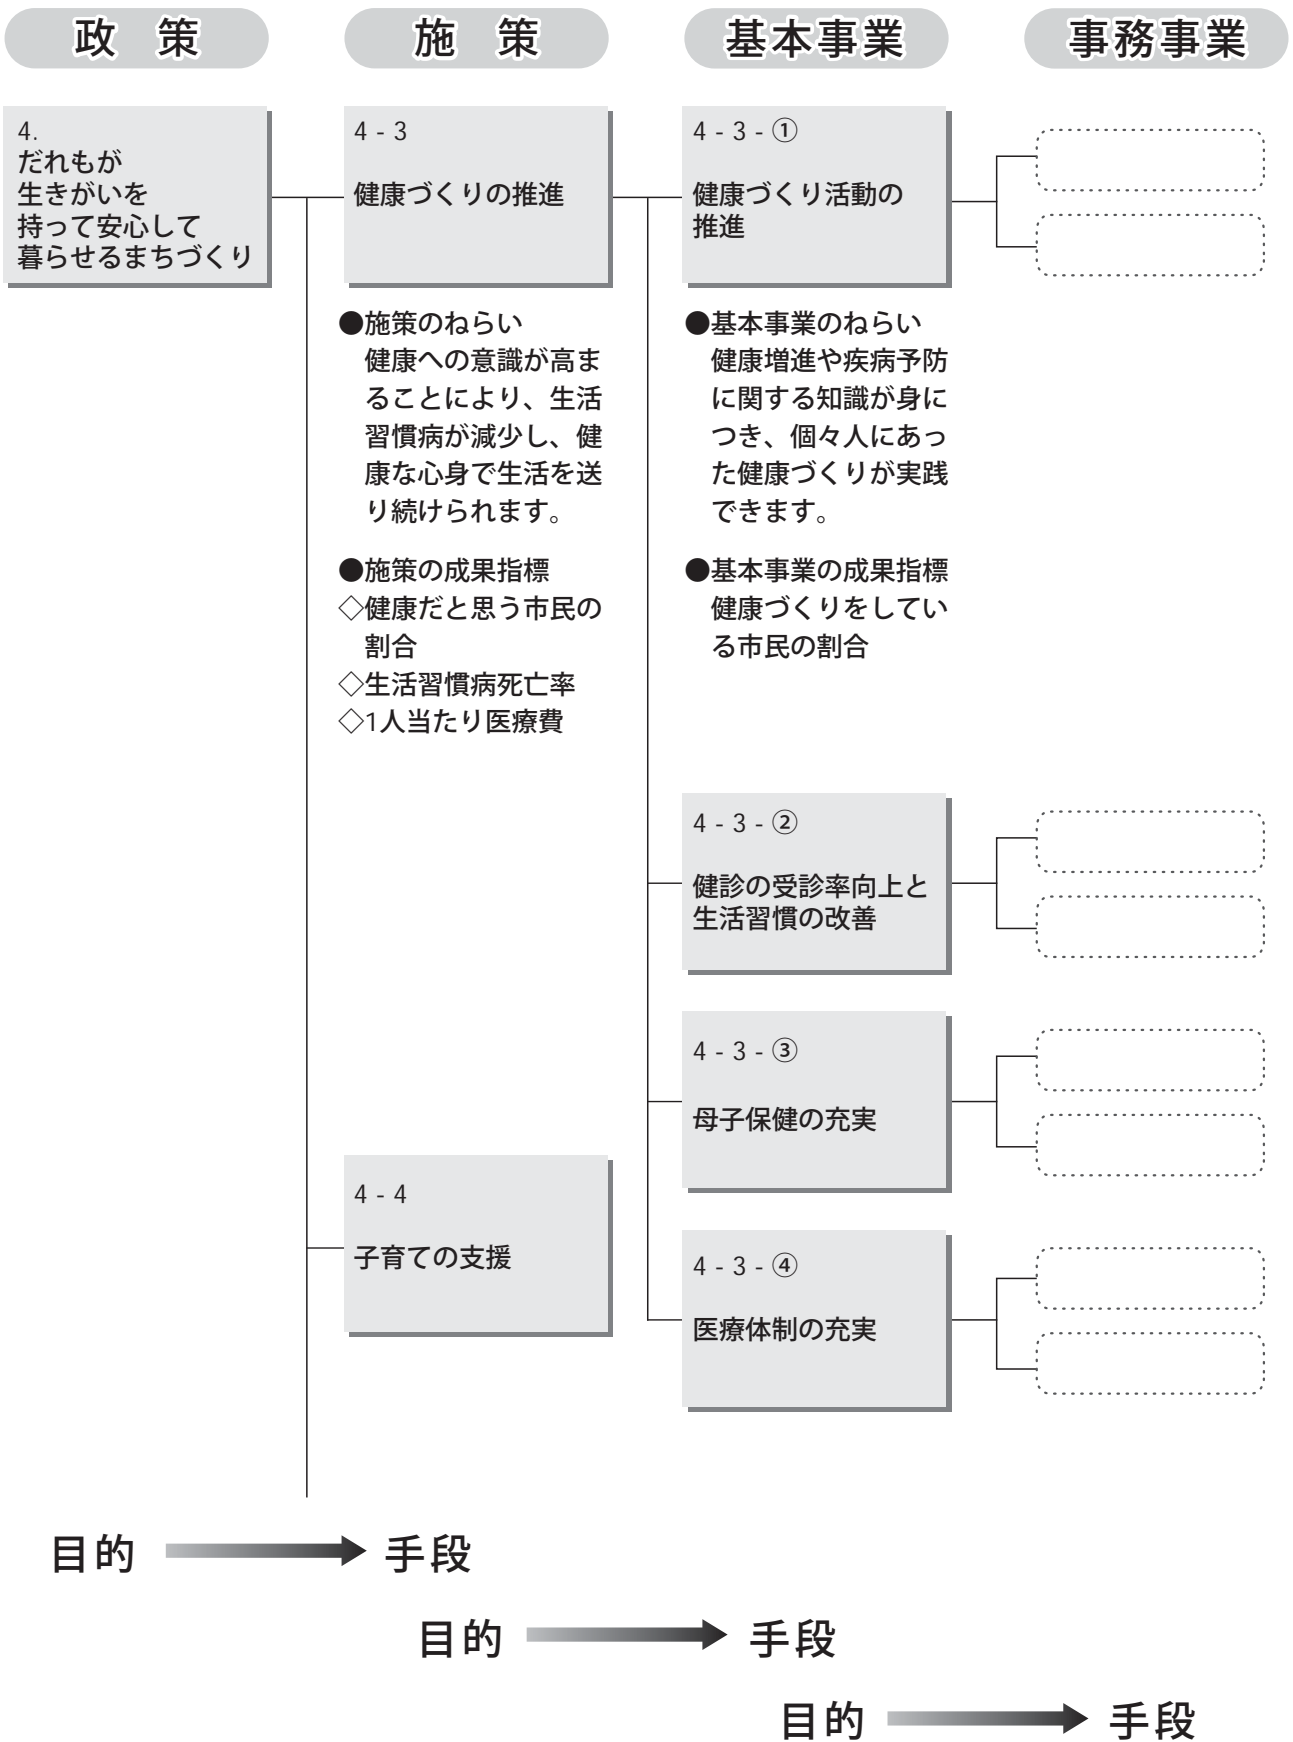 政　策
施　策
基本事業
事務事業
4.
だれもが
生きがいを
持って安心して
暮らせるまちづくり
4 - 3
健康づくりの推進
●施策のねらい
健康への意識が高ま
ることにより、生活
習慣病が減少し、健
康な心身で生活を送
り続けられます。
●施策の成果指標
◇健康だと思う市民の
割合
◇生活習慣病死亡率
◇1人当たり医療費
4 - 3 - ①
健康づくり活動の
推進
●基本事業のねらい
健康増進や疾病予防
に関する知識が身に
つき、個々人にあっ
た健康づくりが実践
できます。
●基本事業の成果指標
健康づくりをしてい
る市民の割合
4 - 3 - ②
健診の受診率向上と
生活習慣の改善
4 - 3 - ③
母子保健の充実
4 - 4
子育ての支援
4 - 3 - ④
医療体制の充実
目的
手段
目的
手段
目的
手段